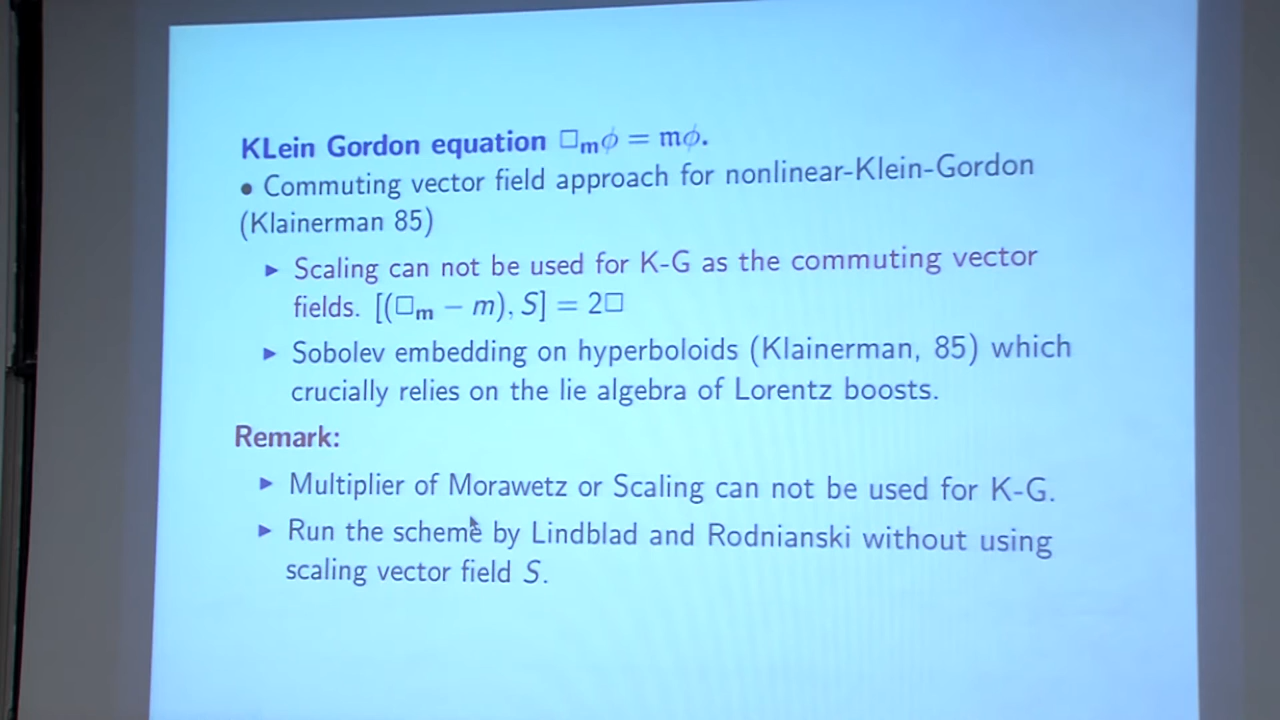 KLein Gordon equation □ₘϕ = mϕ.
• Commuting vector field approach for nonlinear-Klein-Gordon
(Klainerman 85)
► Scaling can not be used for K-G as the commuting vector
fields. [(□ₘ − m), S] = 2□
► Sobolev embedding on hyperboloids (Klainerman, 85) which
crucially relies on the lie algebra of Lorentz boosts.
Remark:
► Multiplier of Morawetz or Scaling can not be used for K-G.
► Run the scheme by Lindblad and Rodnianski without using
scaling vector field S.